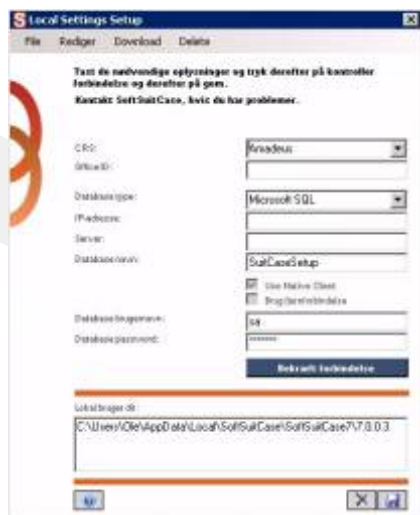 Local Settings Setup
File Rediger Download Delete
Tast de nødvendige oplysninger og tryk derefter på kontroller
forbindelse og derefter på gem.
Kontakt SoftSuitCase, hvis du har problemer.
CRS: Amadeus
Office ID:
Database type: Microsoft SQL
IP-adresse:
Server:
Database navn: SuitCaseSetup
Use Native Client
Brug fjernforbindelse
Database brugernavn: sa
Database password: *******
Bekræft forbindelse
Lokal bruger dir:
C:\Users\Ole\AppData\Local\SoftSuitCase\SoftSuitCase7\7.0.0.3